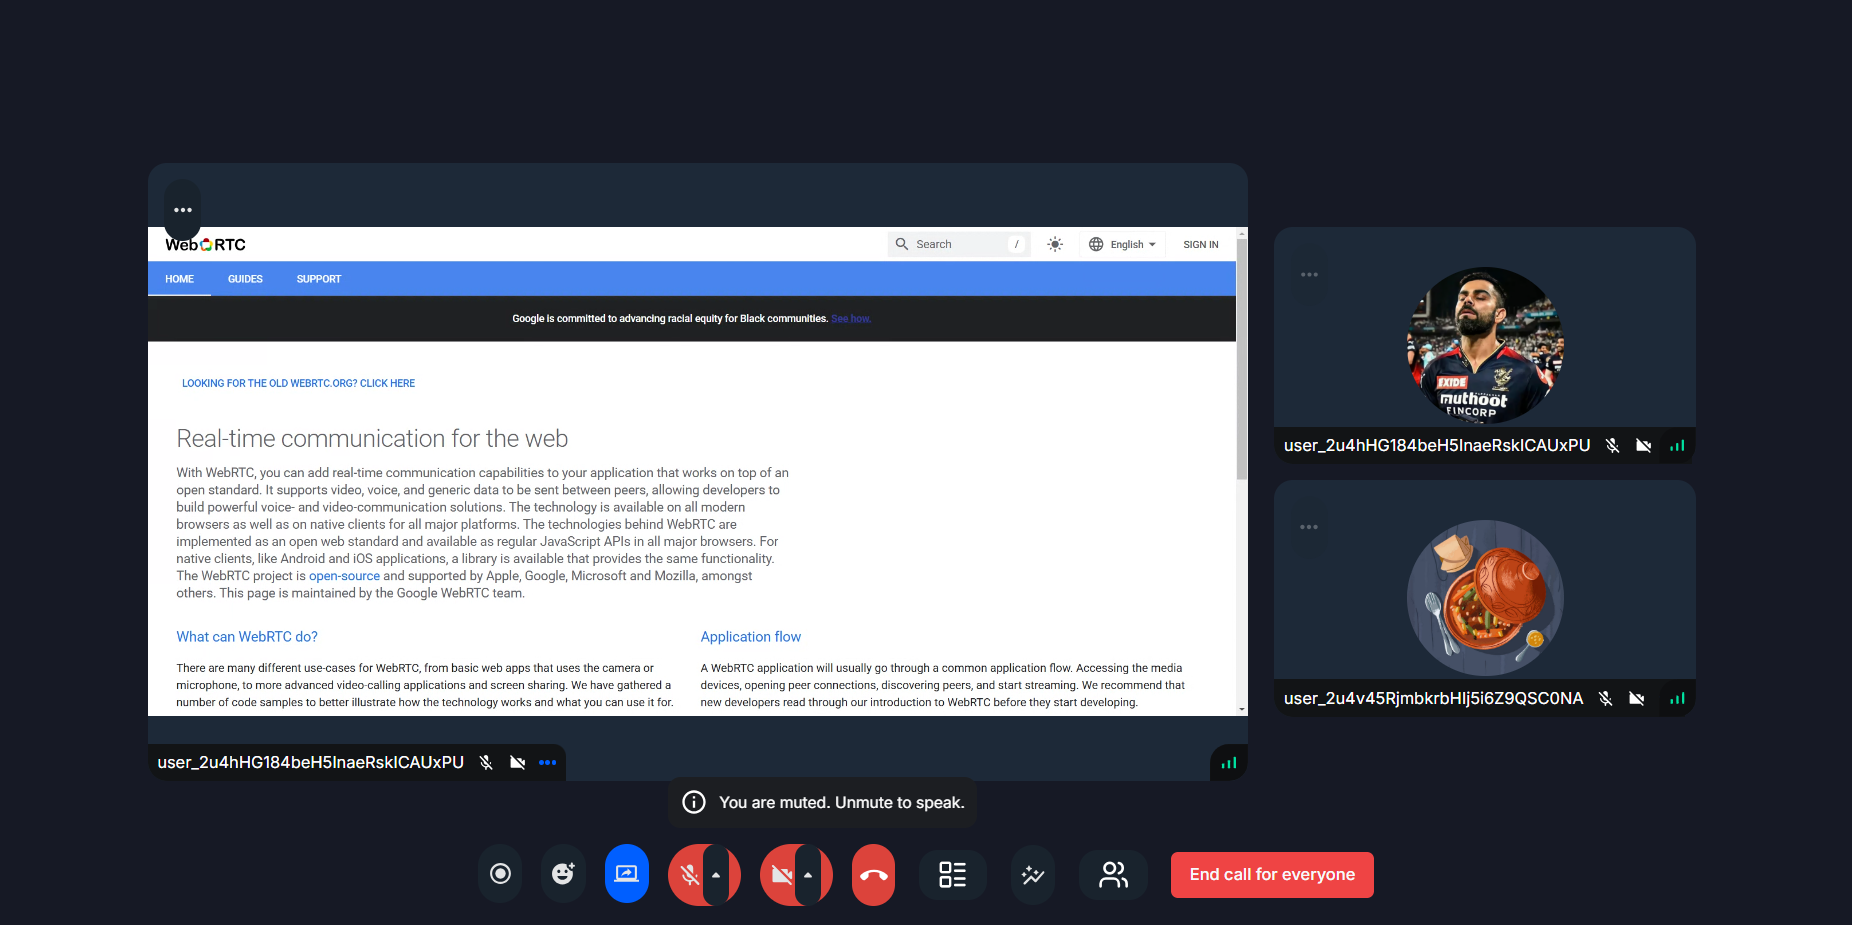 Web RTC
Search /
English
SIGN IN
HOME GUIDES SUPPORT
Google is committed to advancing racial equity for Black communities. See how.
LOOKING FOR THE OLD WEBRTC.ORG? CLICK HERE
Real-time communication for the web
With WebRTC, you can add real-time communication capabilities to your application that works on top of an
open standard. It supports video, voice, and generic data to be sent between peers, allowing developers to
build powerful voice- and video-communication solutions. The technology is available on all modern
browsers as well as on native clients for all major platforms. The technologies behind WebRTC are
implemented as an open web standard and available as regular JavaScript APIs in all major browsers. For
native clients, like Android and iOS applications, a library is available that provides the same functionality.
The WebRTC project is open-source and supported by Apple, Google, Microsoft and Mozilla, amongst
others. This page is maintained by the Google WebRTC team.
What can WebRTC do?
There are many different use-cases for WebRTC, from basic web apps that uses the camera or
microphone, to more advanced video-calling applications and screen sharing. We have gathered a
number of code samples to better illustrate how the technology works and what you can use it for.
Application flow
A WebRTC application will usually go through a common application flow. Accessing the media
devices, opening peer connections, discovering peers, and start streaming. We recommend that
new developers read through our introduction to WebRTC before they start developing.
user_2u4hHG184beH5InaeRskICAUxPU
EXIDE
muthoot
FINCORP
user_2u4hHG184beH5InaeRskICAUxPU
user_2u4v45RjmbkrbHIj5i6Z9QSC0NA
You are muted. Unmute to speak.
End call for everyone